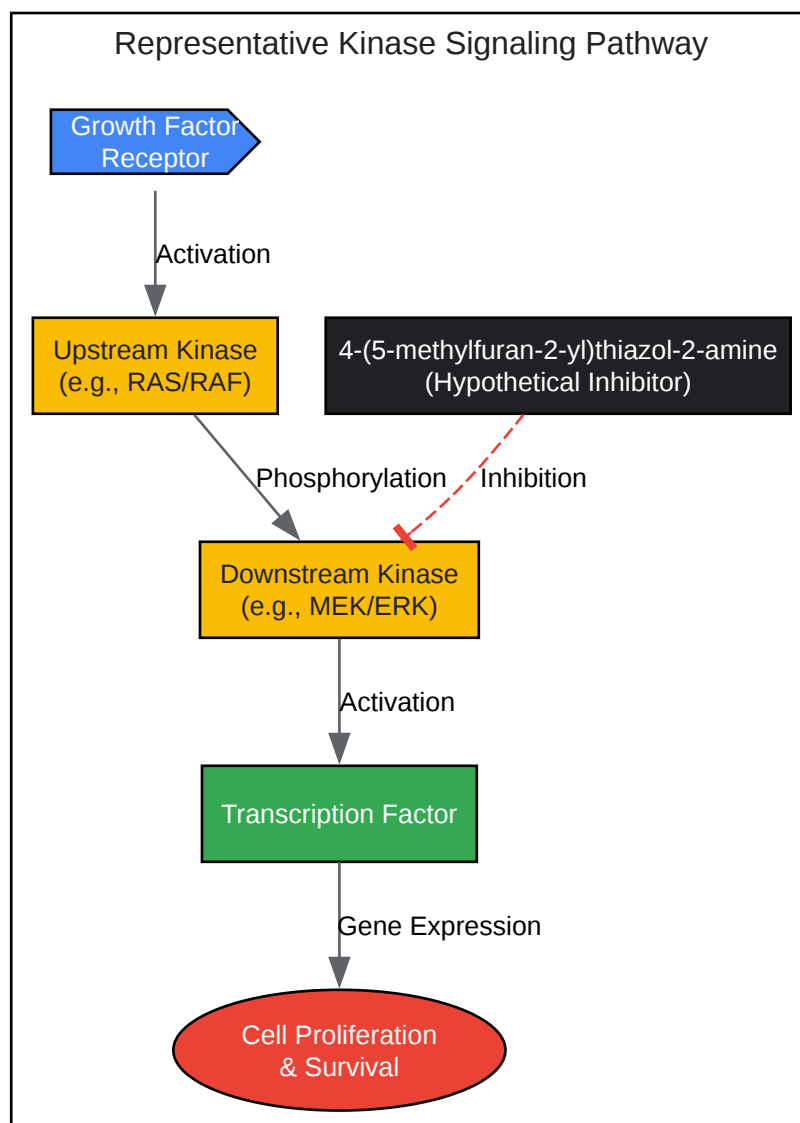 Representative Kinase Signaling Pathway
Growth Factor
Receptor
Activation
Upstream Kinase
(e.g., RAS/RAF)
4-(5-methylfuran-2-yl)thiazol-2-amine
(Hypothetical Inhibitor)
Phosphorylation
Inhibition
Downstream Kinase
(e.g., MEK/ERK)
Activation
Transcription Factor
Gene Expression
Cell Proliferation
& Survival